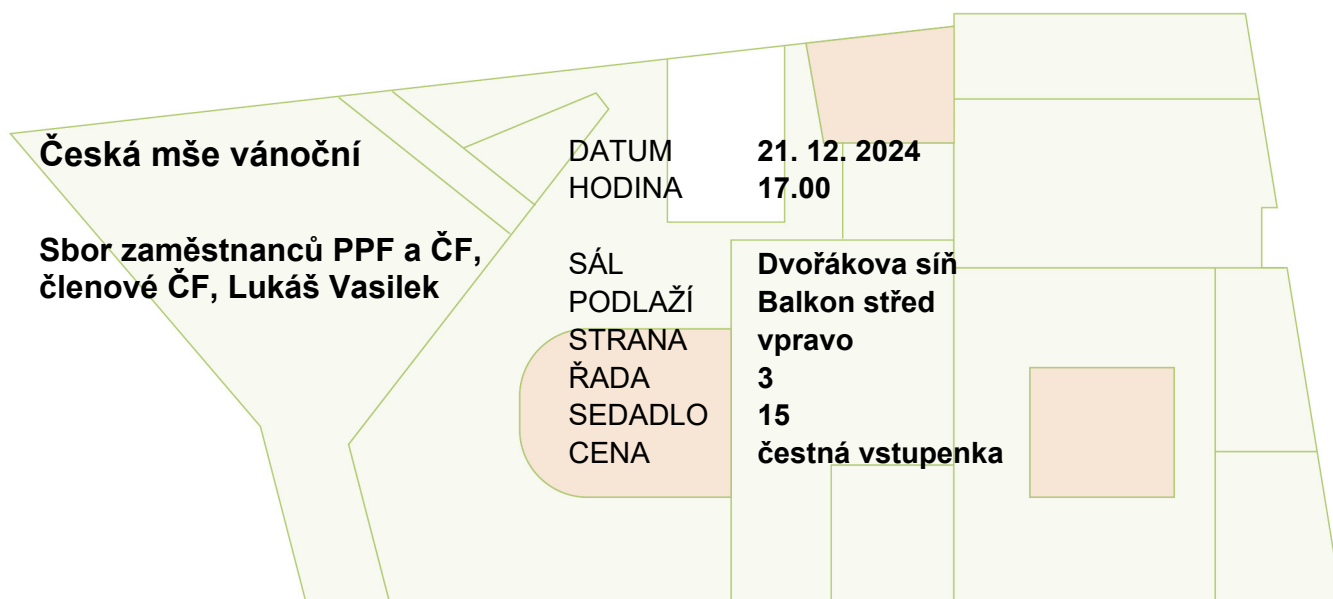 Česká mše vánoční
Sbor zaměstnanců PPF a ČF,
členové ČF, Lukáš Vasilek
DATUM 21. 12. 2024
HODINA 17.00
SÁL Dvořákova síň
PODLAŽÍ Balkon střed
STRANA vpravo
ŘADA 3
SEDADLO 15
CENA čestná vstupenka